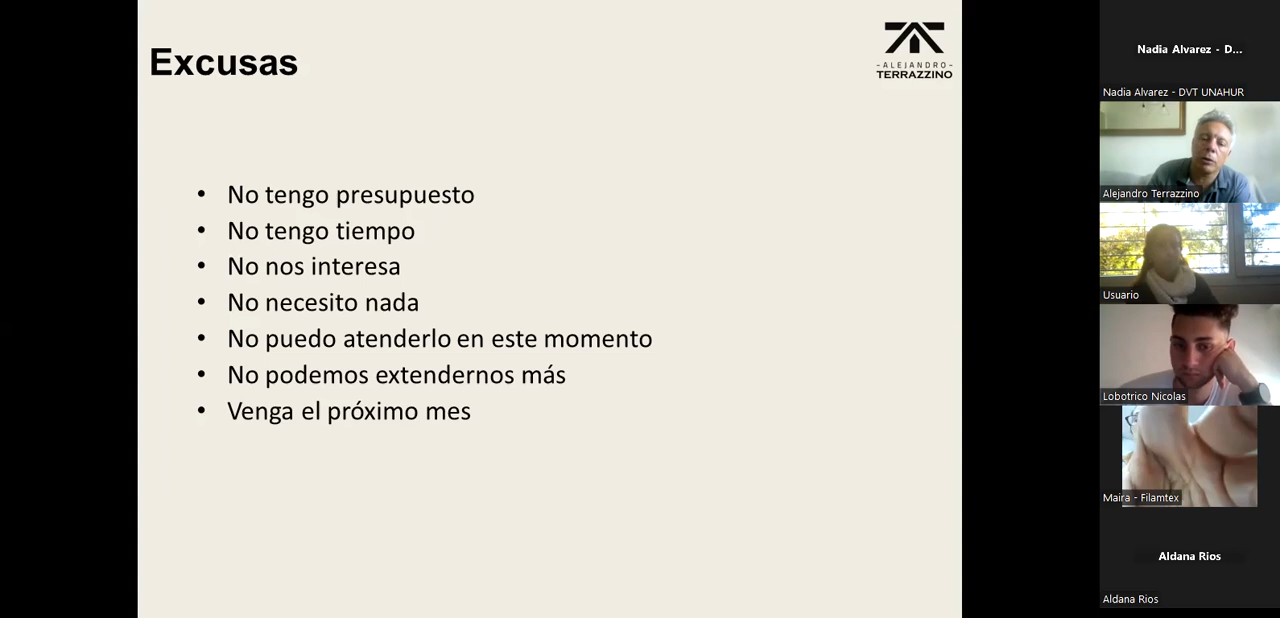 Excusas
-ALEJANDRO-
TERRAZZINO
• No tengo presupuesto
• No tengo tiempo
• No nos interesa
• No necesito nada
• No puedo atenderlo en este momento
• No podemos extendernos más
• Venga el próximo mes
Nadia Alvarez - D...
Nadia Alvarez - DVT UNAHUR
Alejandro Terrazzino
Usuario
Lobotrico Nicolas
Maira - Filamtex
Aldana Rios
Aldana Rios